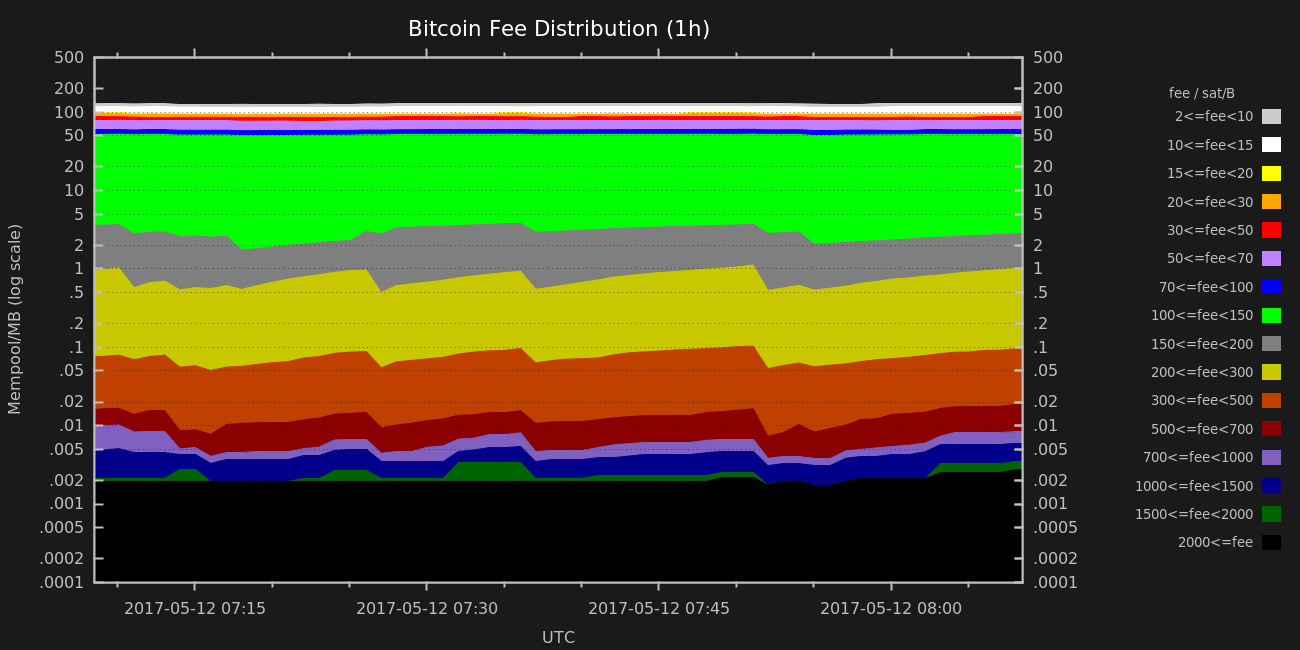 Bitcoin Fee Distribution (1h)
500
200
100
50
20
10
5
2
1
.5
.2
.1
.05
.02
.01
.005
.002
.001
.0005
.0002
.0001
Mempool/MB (log scale)
500
200
100
50
20
10
5
2
1
.5
.2
.1
.05
.02
.01
.005
.002
.001
.0005
.0002
.0001
2017-05-12 07:15 2017-05-12 07:30 2017-05-12 07:45 2017-05-12 08:00
UTC
fee / sat/B
2<=fee<10
10<=fee<15
15<=fee<20
20<=fee<30
30<=fee<50
50<=fee<70
70<=fee<100
100<=fee<150
150<=fee<200
200<=fee<300
300<=fee<500
500<=fee<700
700<=fee<1000
1000<=fee<1500
1500<=fee<2000
2000<=fee